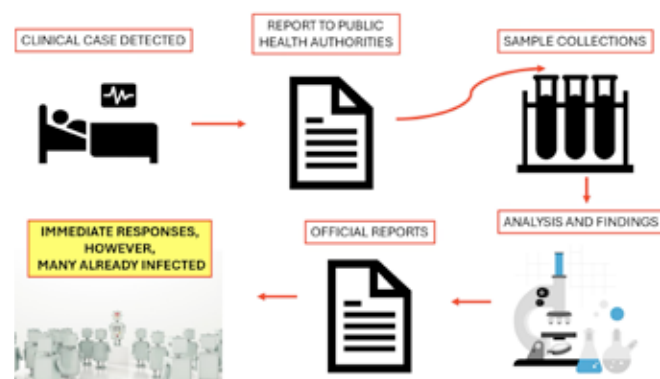 CLINICAL CASE DETECTED
REPORT TO PUBLIC
HEALTH AUTHORITIES
SAMPLE COLLECTIONS
ANALYSIS AND FINDINGS
OFFICIAL REPORTS
IMMEDIATE RESPONSES,
HOWEVER,
MANY ALREADY INFECTED